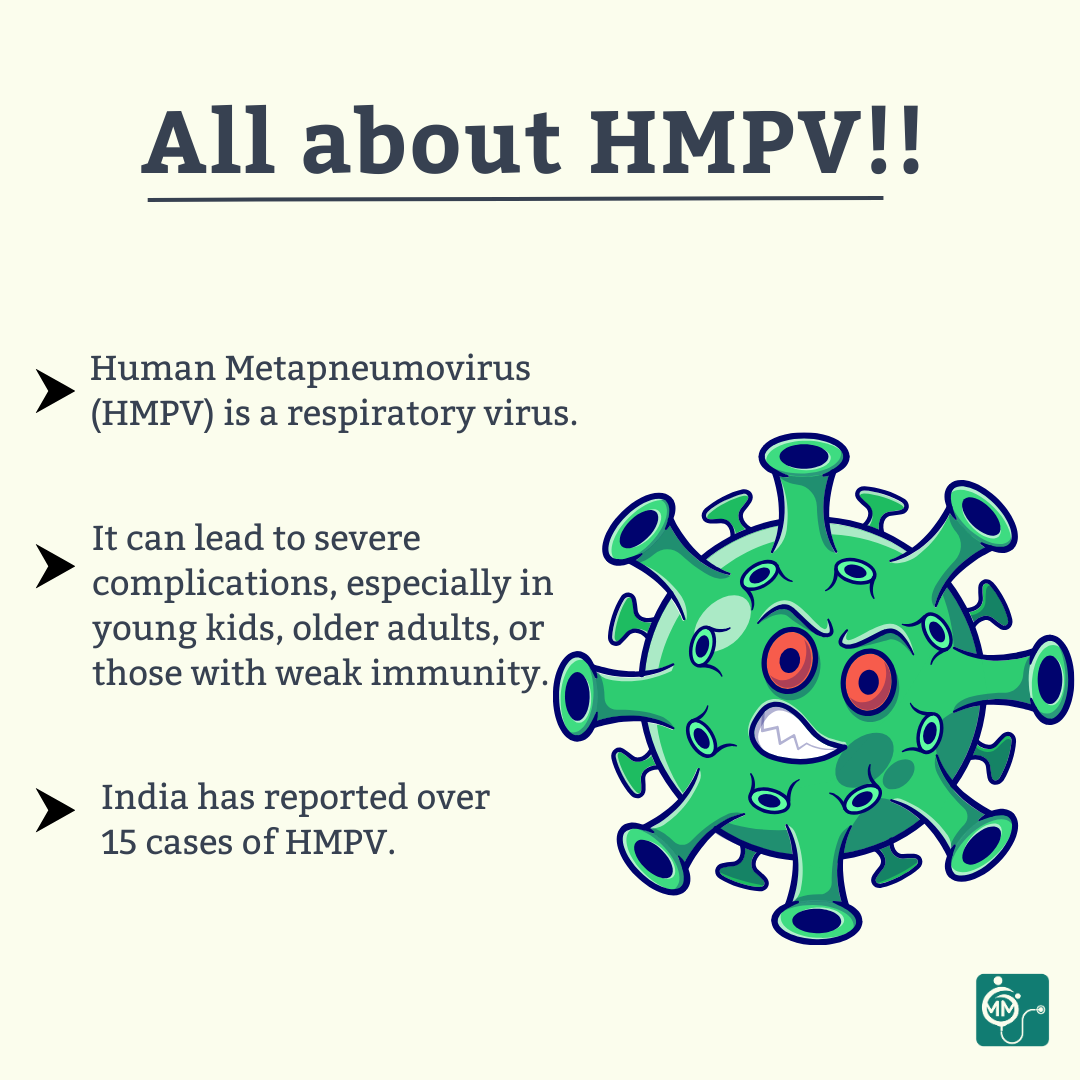 All about HMPV!!
Human Metapneumovirus
(HMPV) is a respiratory virus.
It can lead to severe
complications, especially in
young kids, older adults, or
those with weak immunity.
India has reported over
15 cases of HMPV.
MM